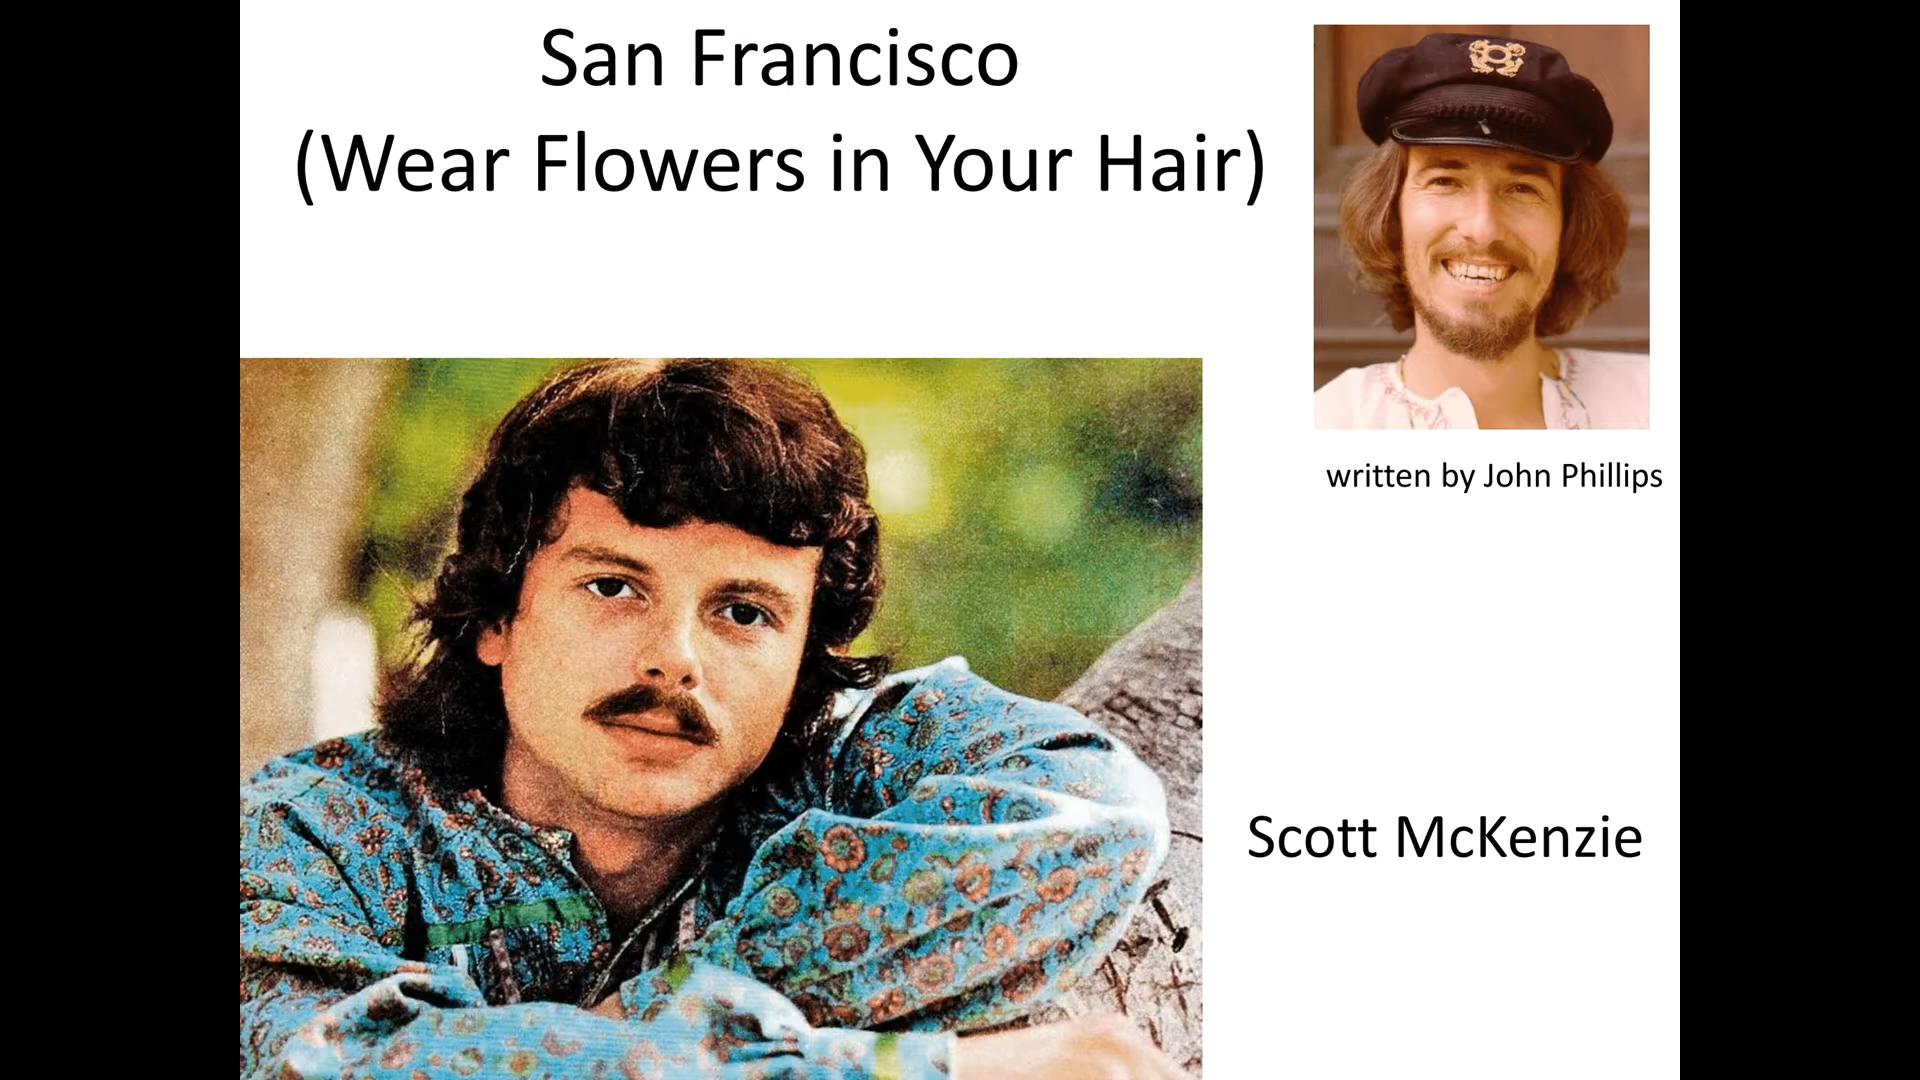 San Francisco
(Wear Flowers in Your Hair)
written by John Phillips
Scott McKenzie